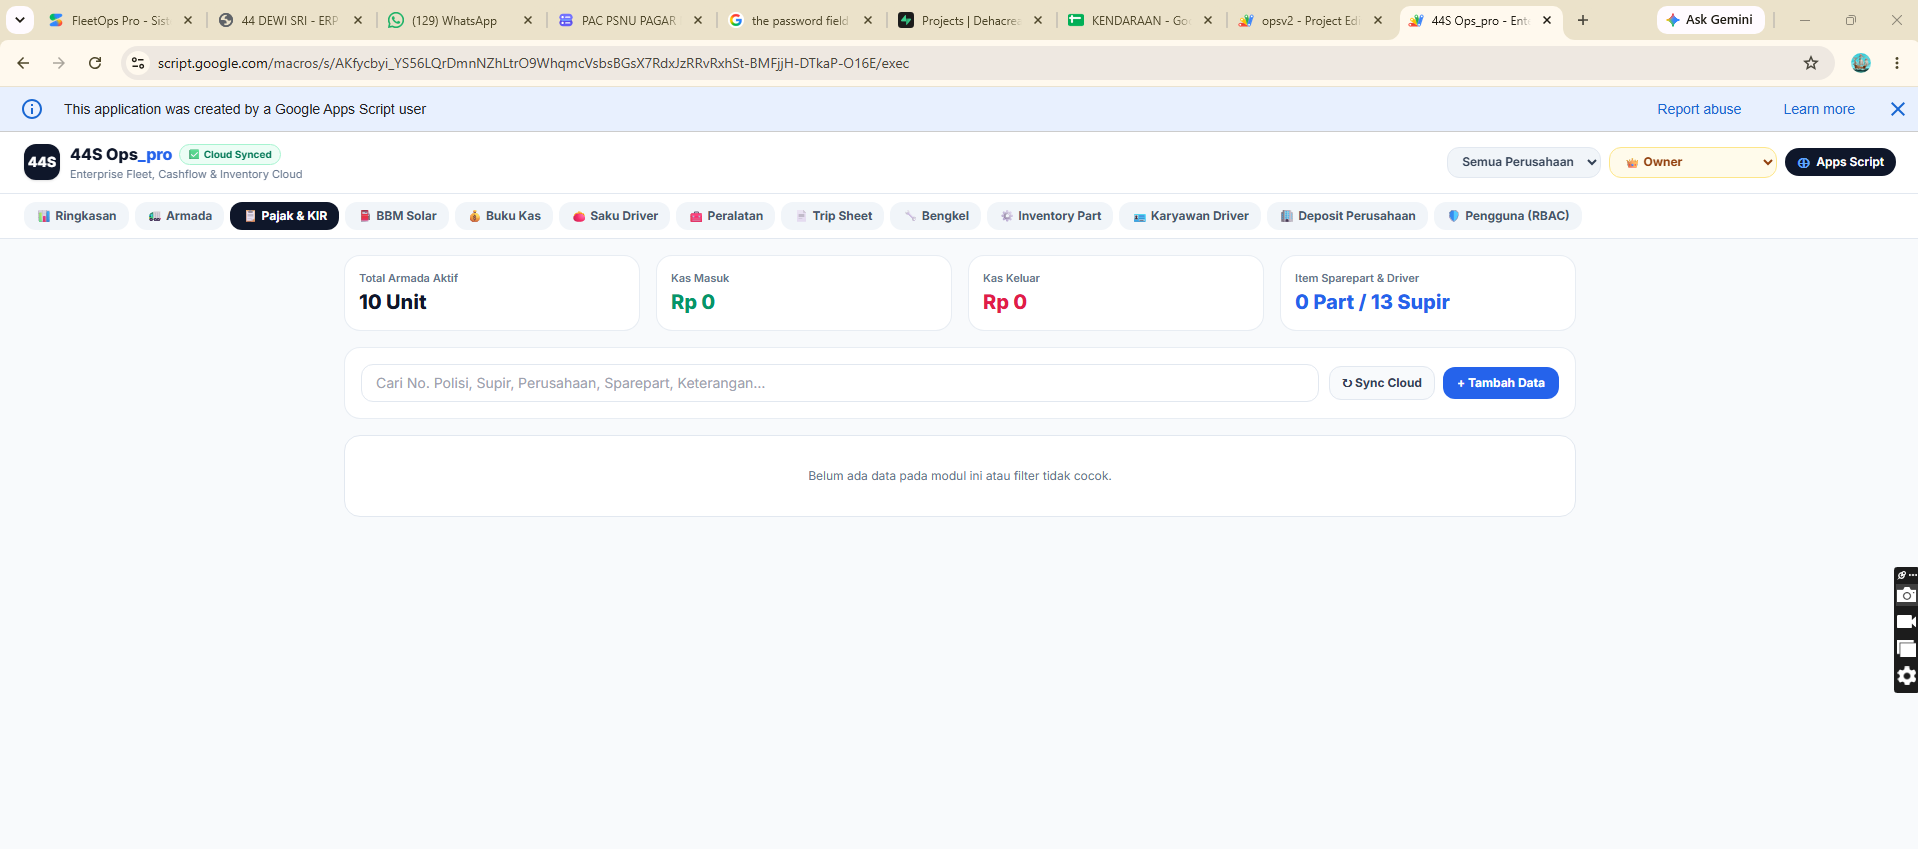 FleetOps Pro - Sist
44 DEWI SRI - ERP
(129) WhatsApp
PAC PSNU PAGAR
the password field
Projects | Dehacrea
KENDARAAN - Goo
opsv2 - Project Edi
44S Ops_pro - Ente
Ask Gemini
script.google.com/macros/s/AKfycbyi_YS56LQrDmnNZhLtrO9WhqmcVsbsBGsX7RdxJzRRvRxhSt-BMFjjH-DTkaP-O16E/exec
This application was created by a Google Apps Script user
Report abuse
Learn more
44S
44S Ops_pro
Cloud Synced
Enterprise Fleet, Cashflow & Inventory Cloud
Semua Perusahaan
Owner
Apps Script
Ringkasan
Armada
Pajak & KIR
BBM Solar
Buku Kas
Saku Driver
Peralatan
Trip Sheet
Bengkel
Inventory Part
Karyawan Driver
Deposit Perusahaan
Pengguna (RBAC)
Total Armada Aktif
10 Unit
Kas Masuk
Rp 0
Kas Keluar
Rp 0
Item Sparepart & Driver
0 Part / 13 Supir
Cari No. Polisi, Supir, Perusahaan, Sparepart, Keterangan...
↻ Sync Cloud
+ Tambah Data
Belum ada data pada modul ini atau filter tidak cocok.